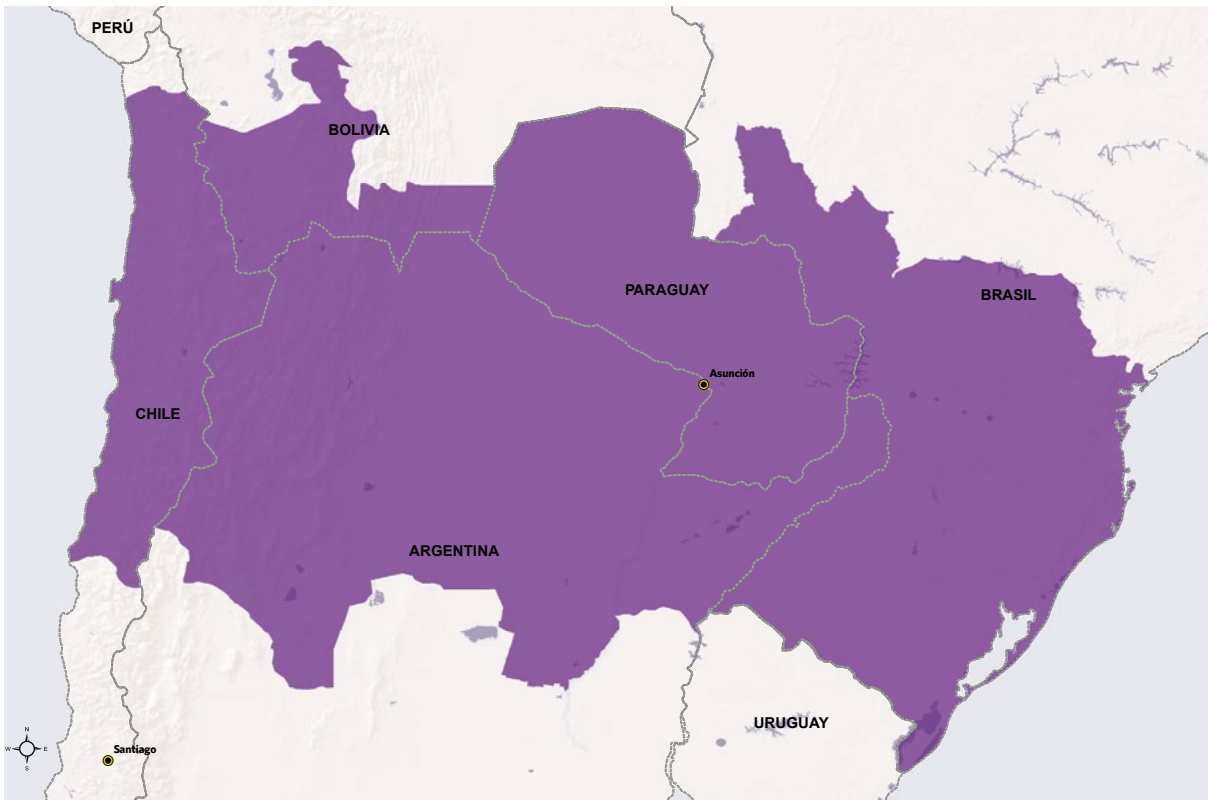 PERÚ
BOLIVIA
PARAGUAY
BRASIL
Asunción
CHILE
ARGENTINA
URUGUAY
N
W E
S
Santiago